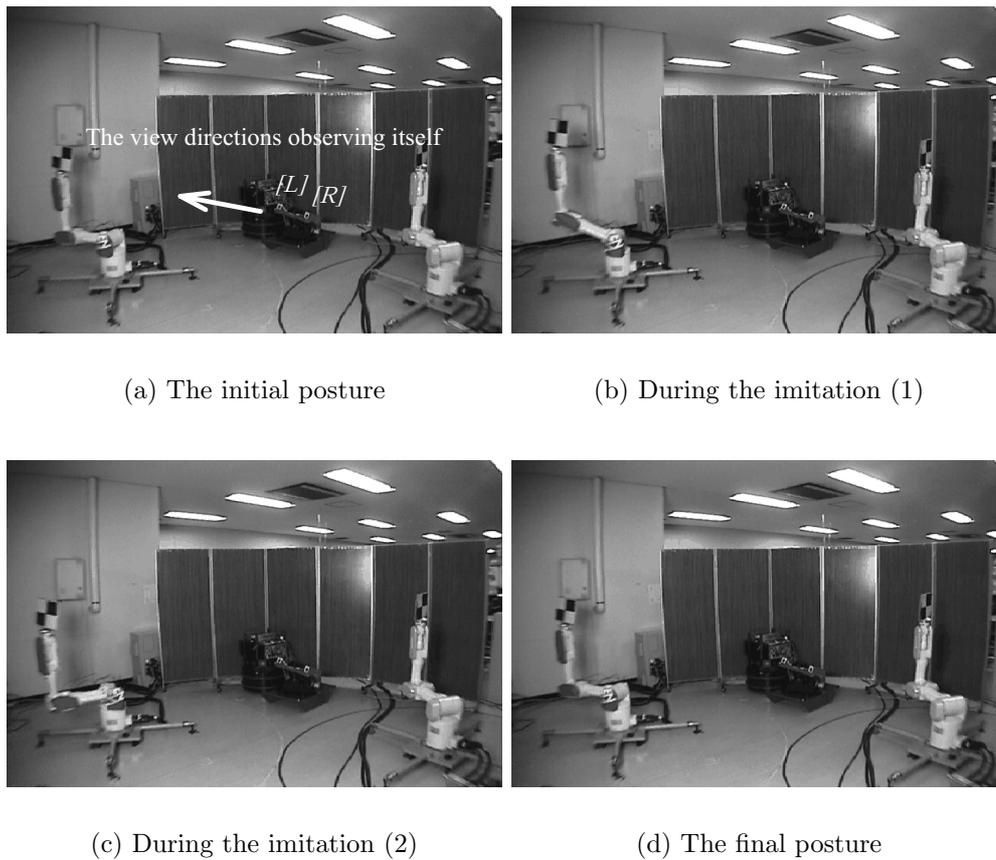 The view directions observing itself
[L] [R]
(a) The initial posture
(b) During the imitation (1)
(c) During the imitation (2)
(d) The final posture